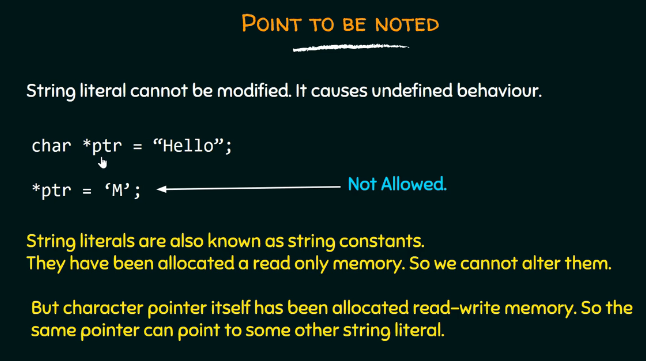 POINT TO BE NOTED
String literal cannot be modified. It causes undefined behaviour.
char *ptr = “Hello”;
*ptr = ‘M’;
Not Allowed.
String literals are also known as string constants.
They have been allocated a read only memory. So we cannot alter them.
But character pointer itself has been allocated read-write memory. So the
same pointer can point to some other string literal.